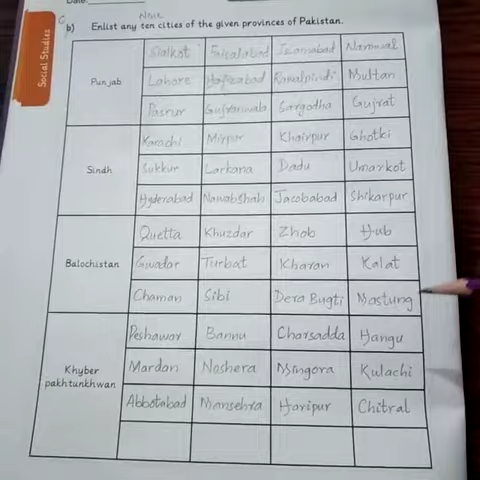 Date:
Nine
b) Enlist any ten cities of the given provinces of Pakistan.
Social Studies
Punjab
Sialkot Faisalabad Islamabad Narowal
Lahore Hafizabad Rawalpindi Multan
Pasrur Gujranwala Sargodha Gujrat
Sindh
Karachi Mirpur Khairpur Ghotki
Sukkur Larkana Dadu Umarkot
Hyderabad Nawabshah Jacobabad Shikarpur
Balochistan
Quetta Khuzdar Zhob Hub
Gwadar Turbat Kharan Kalat
Chaman Sibi Dera Bugti Mastung
Khyber
pakhtunkhwan
Peshawar Bannu Charsadda Hangu
Mardan Noshera Mingora Kulachi
Abbotabad Mansehra Haripur Chitral